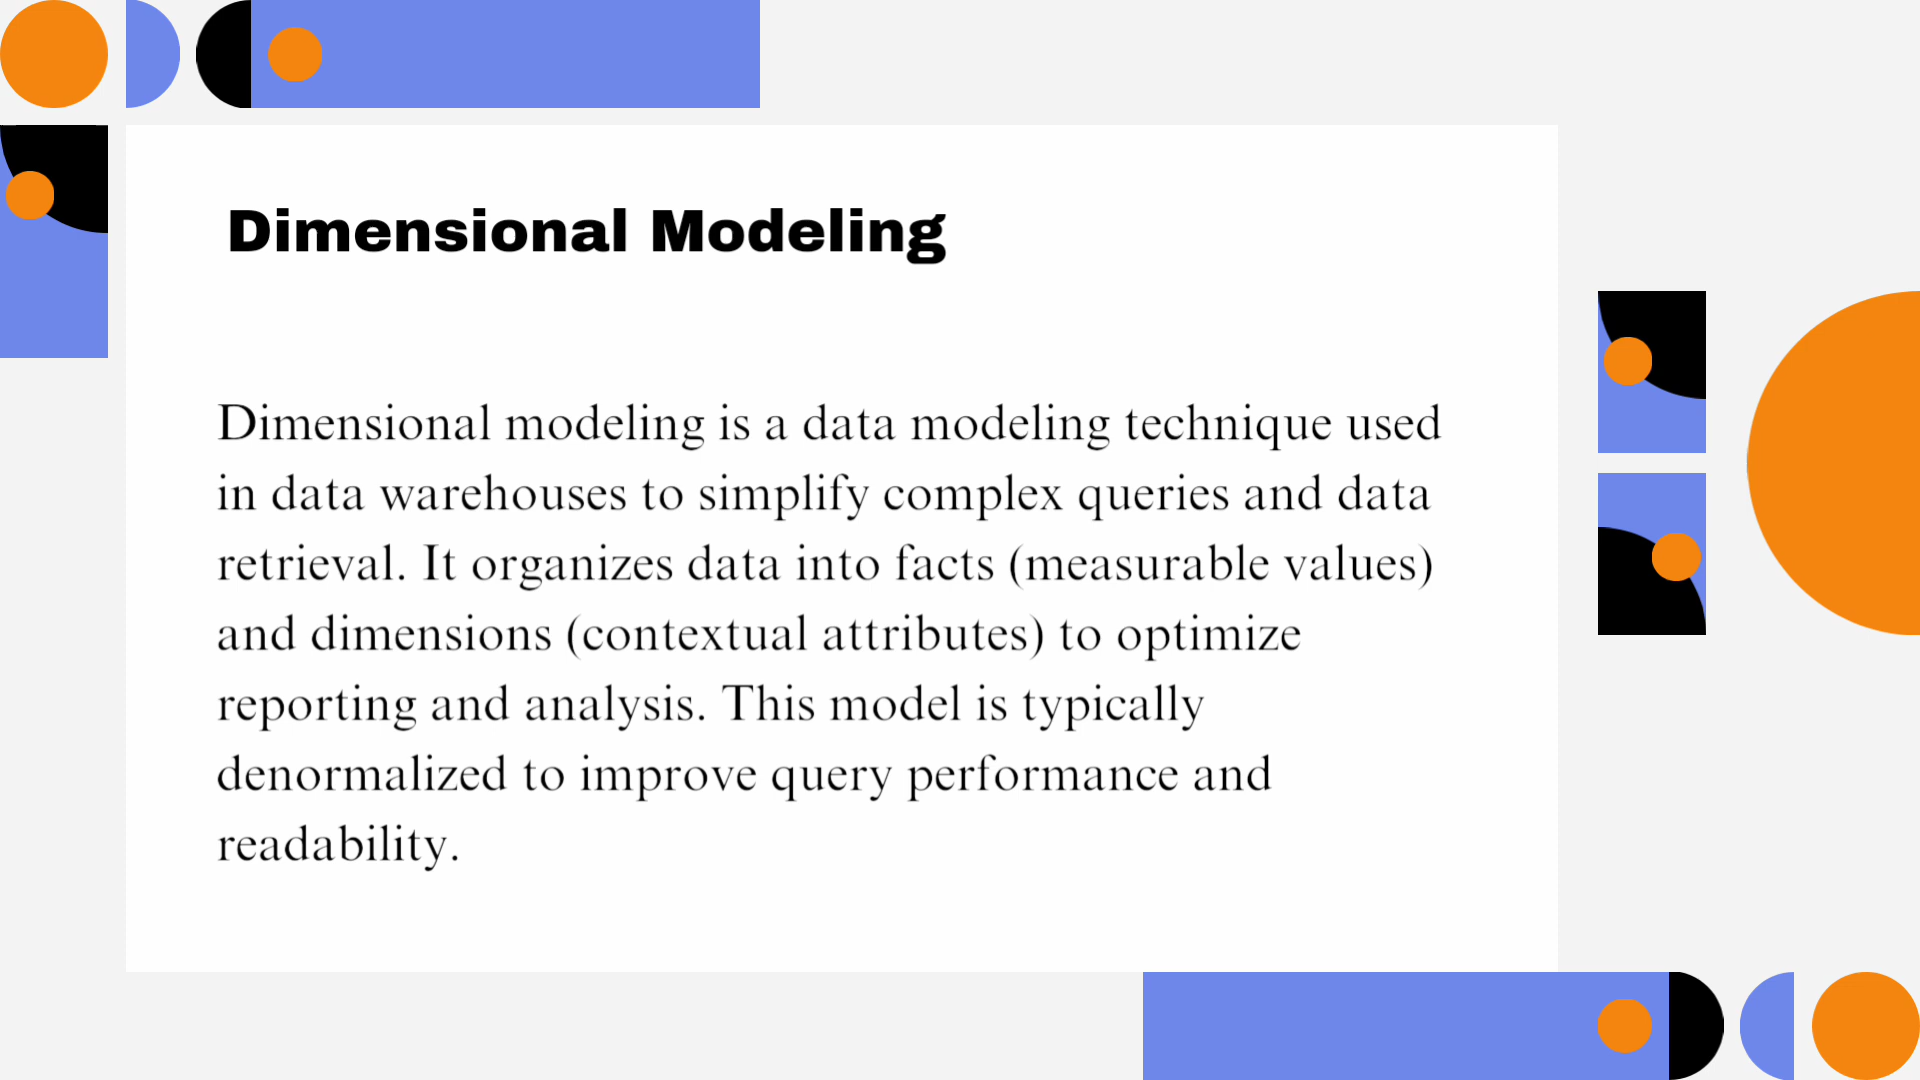 Dimensional Modeling
Dimensional modeling is a data modeling technique used
in data warehouses to simplify complex queries and data
retrieval. It organizes data into facts (measurable values)
and dimensions (contextual attributes) to optimize
reporting and analysis. This model is typically
denormalized to improve query performance and
readability.